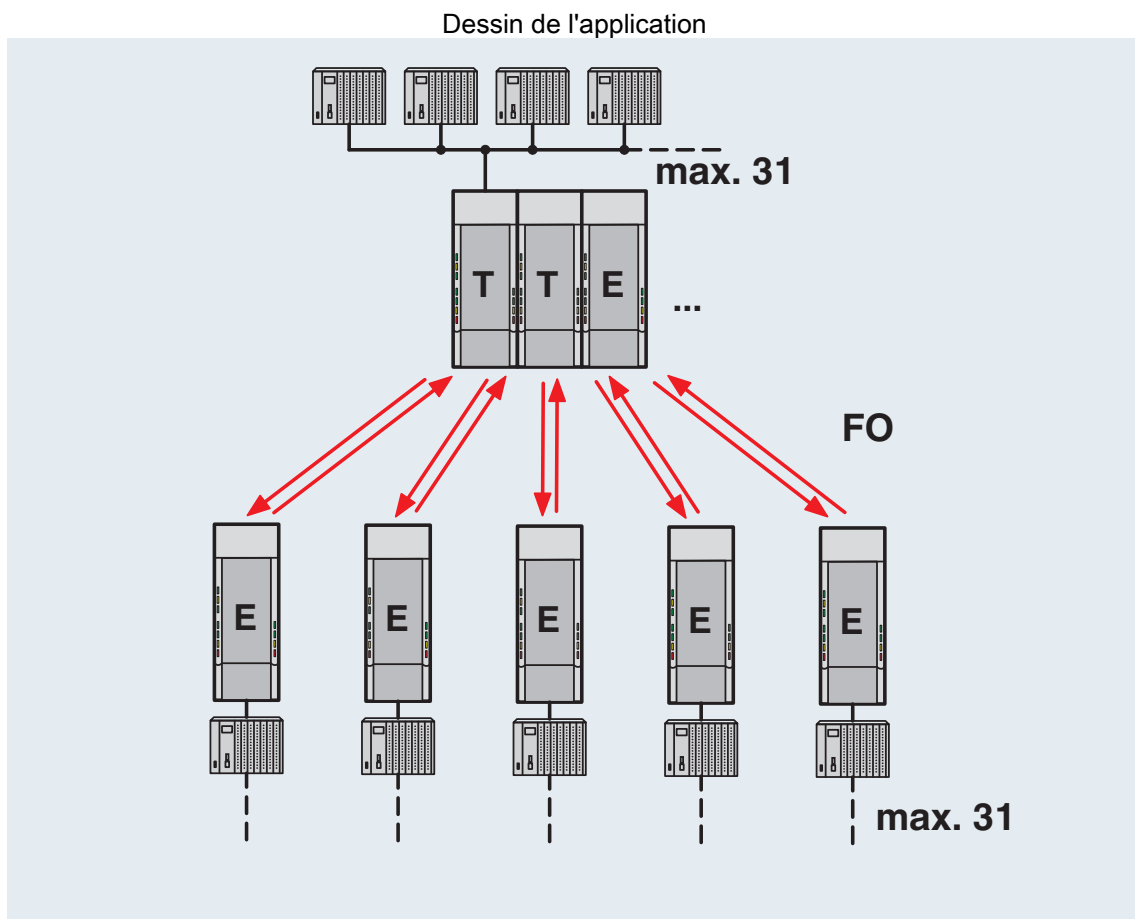 Dessin de l'application
max. 31
T T E
...
FO
E E E E E
max. 31